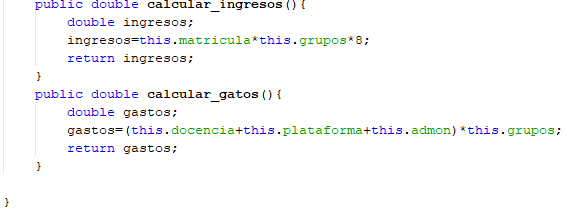 public double calcular_ingresos(){
double ingresos;
ingresos=this.matricula*this.grupos*8;
return ingresos;
}
public double calcular_gatos(){
double gastos;
gastos=(this.docencia+this.plataforma+this.admon)*this.grupos;
return gastos;
}
}